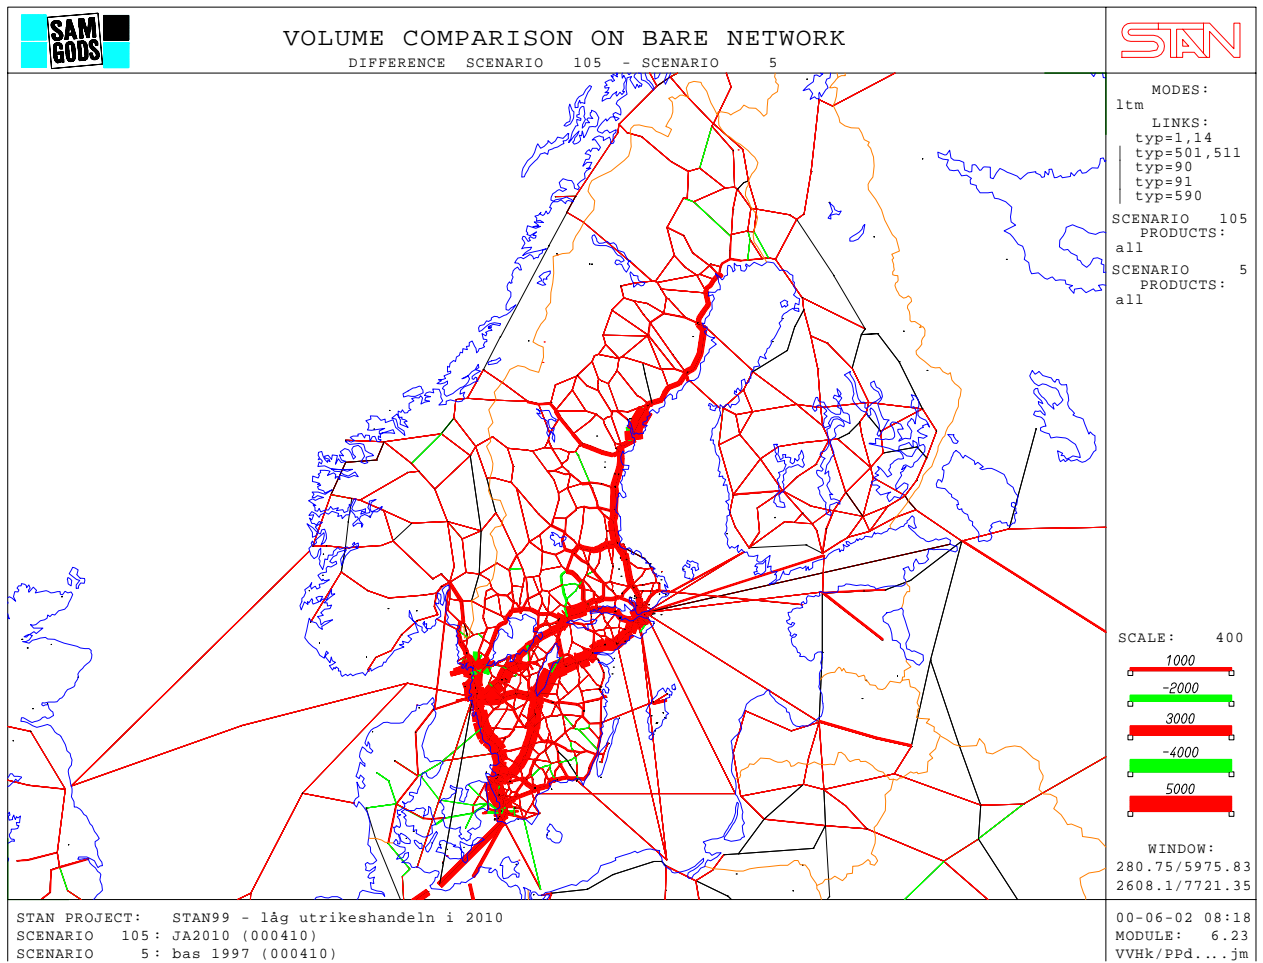 SAM
GODS
VOLUME COMPARISON ON BARE NETWORK
DIFFERENCE SCENARIO 105 - SCENARIO 5
STAN
MODES:
ltm
LINKS:
typ=1,14
| typ=501,511
| typ=90
| typ=91
| typ=590
SCENARIO 105
PRODUCTS:
all
SCENARIO 5
PRODUCTS:
all
SCALE: 400
1000
-2000
3000
-4000
5000
WINDOW:
280.75/5975.83
2608.1/7721.35
STAN PROJECT: STAN99 - låg utrikeshandeln i 2010
SCENARIO 105: JA2010 (000410)
SCENARIO 5: bas 1997 (000410)
00-06-02 08:18
MODULE: 6.23
VVHk/PPd....jm